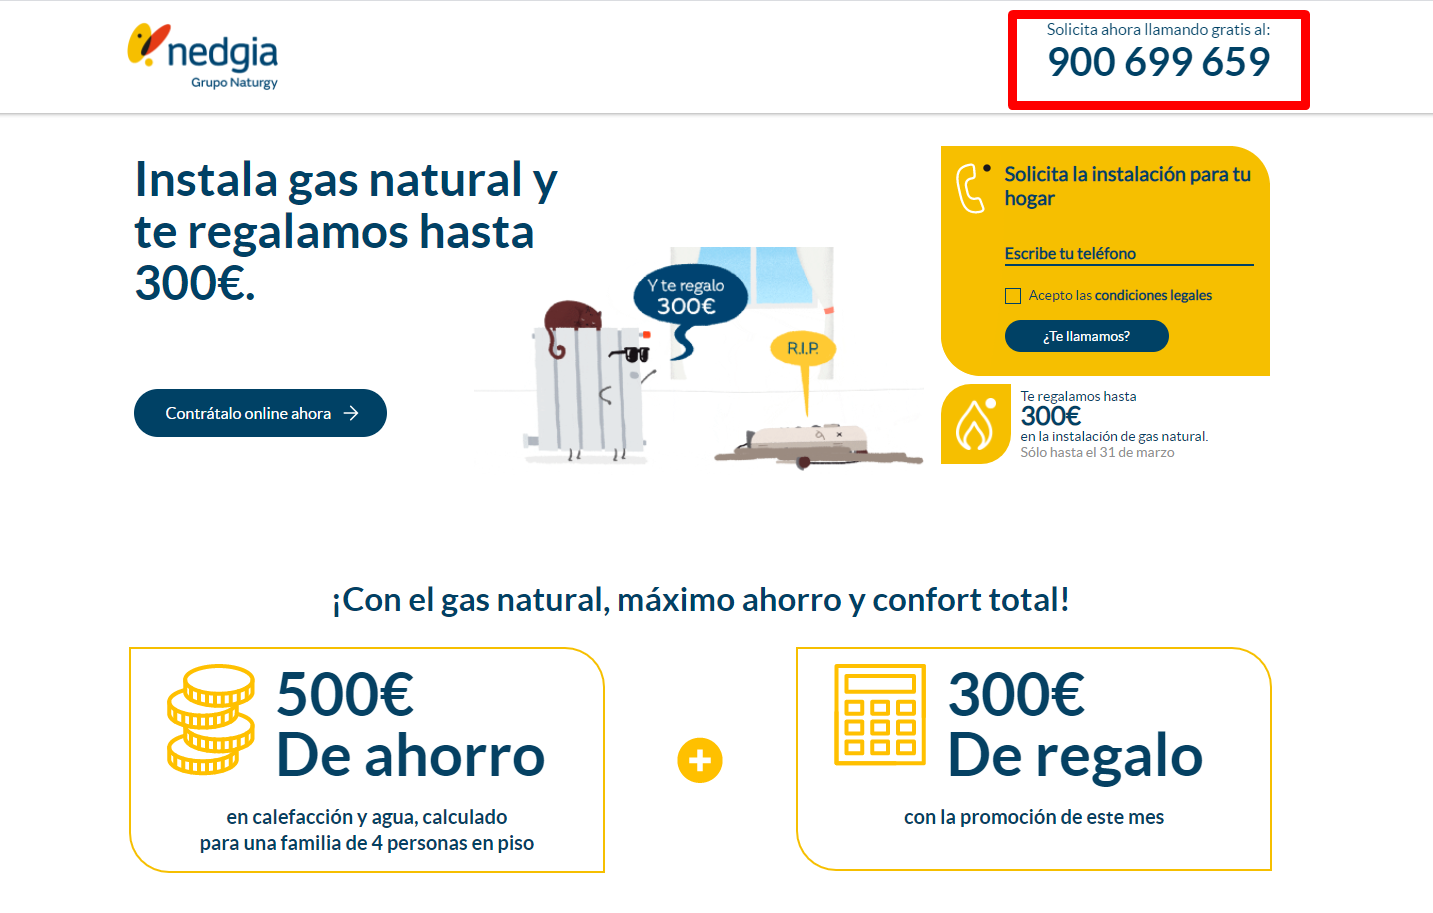 nedgia
Grupo Naturgy
Solicita ahora llamando gratis al:
900 699 659
Instala gas natural y
te regalamos hasta
300€.
Contrátalo online ahora
Y te regalo
300€
R.I.P.
Solicita la instalación para tu
hogar
Escribe tu teléfono
Acepto las condiciones legales
¿Te llamamos?
Te regalamos hasta
300€
en la instalación de gas natural.
Sólo hasta el 31 de marzo
¡Con el gas natural, máximo ahorro y confort total!
500€
De ahorro
en calefacción y agua, calculado
para una familia de 4 personas en piso
300€
De regalo
con la promoción de este mes